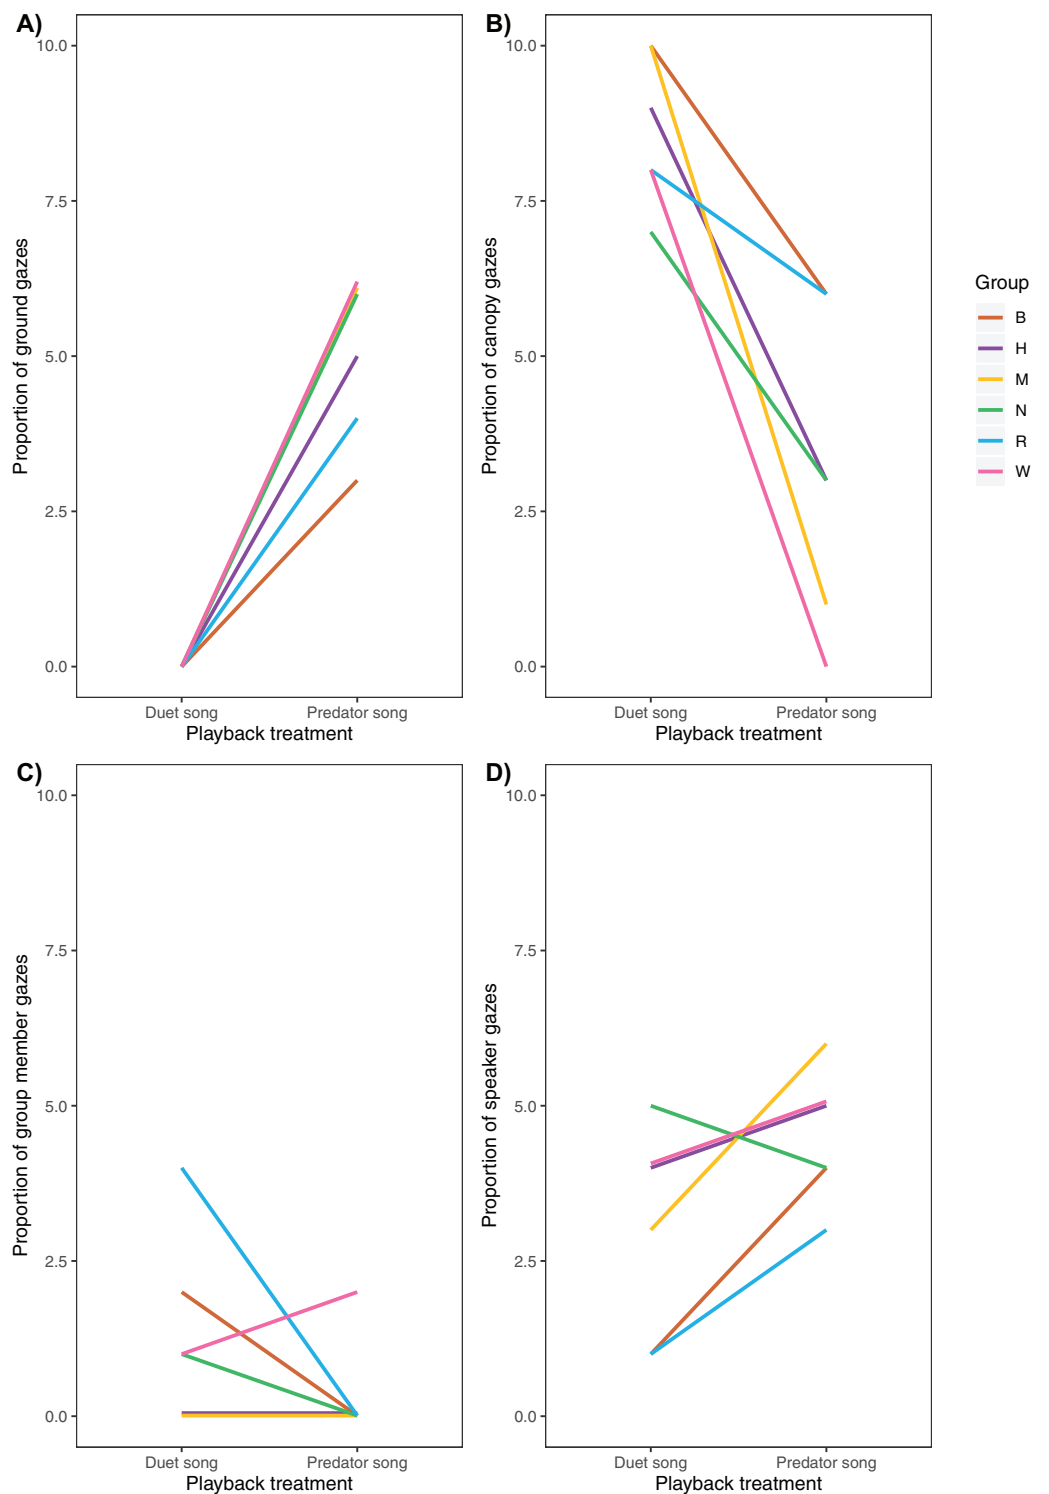 A)
Proportion of ground gazes
10.0
7.5
5.0
2.5
0.0
Duet song
Predator song
Playback treatment
B)
Proportion of canopy gazes
10.0
7.5
5.0
2.5
0.0
Duet song
Predator song
Playback treatment
Group
B
H
M
N
R
W
C)
Proportion of group member gazes
10.0
7.5
5.0
2.5
0.0
Duet song
Predator song
Playback treatment
D)
Proportion of speaker gazes
10.0
7.5
5.0
2.5
0.0
Duet song
Predator song
Playback treatment